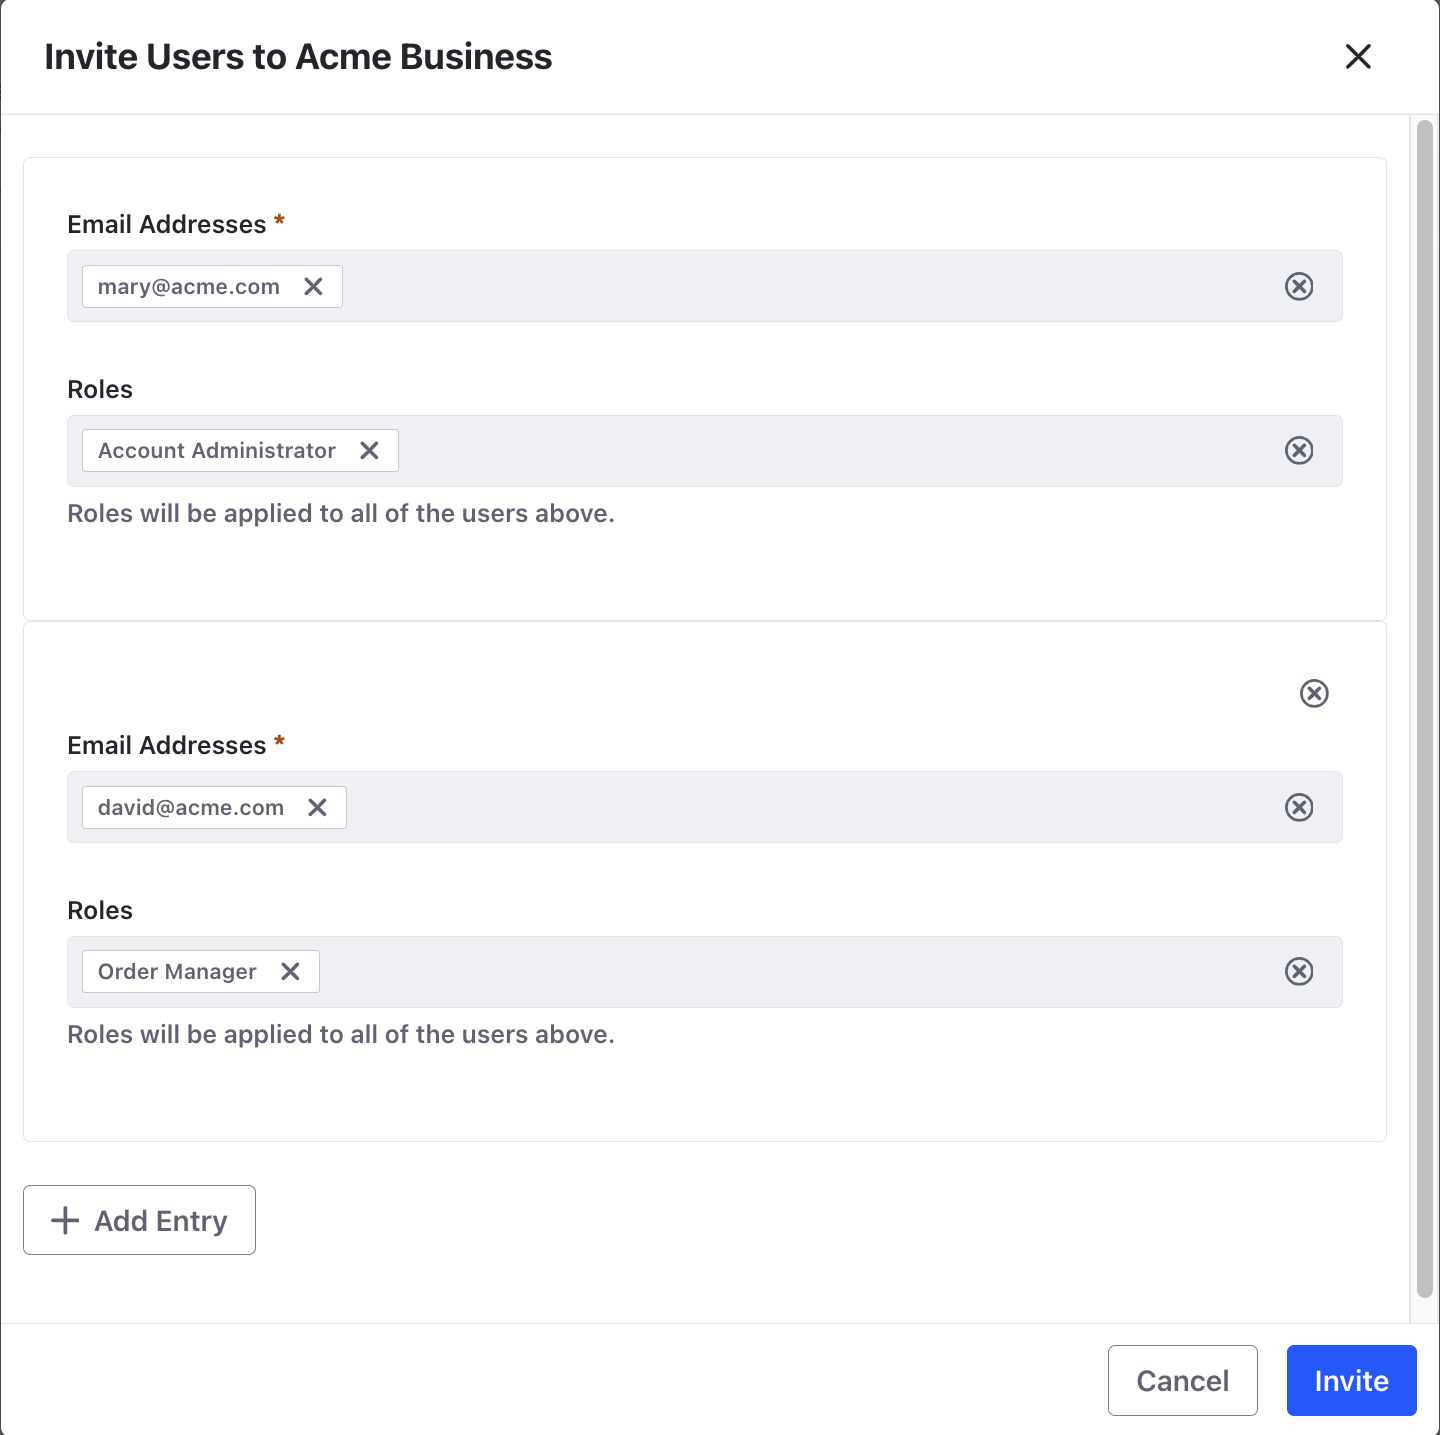 Invite Users to Acme Business
Email Addresses *
mary@acme.com
Roles
Account Administrator
Roles will be applied to all of the users above.
Email Addresses *
david@acme.com
Roles
Order Manager
Roles will be applied to all of the users above.
Add Entry
Cancel
Invite